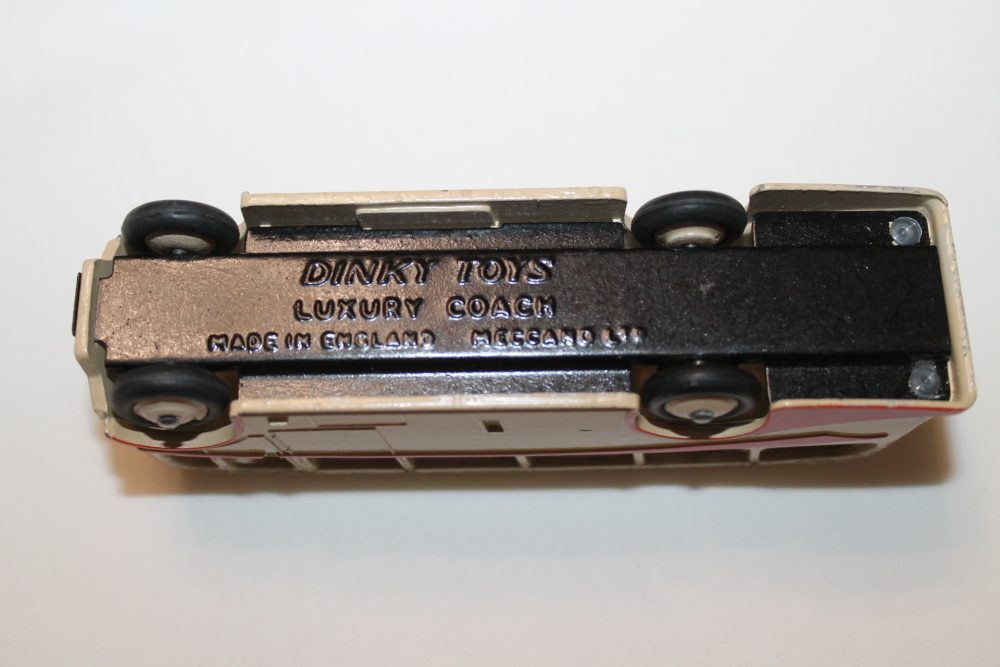 DINKY TOYS
LUXURY COACH
MADE IN ENGLAND MECCANO LTD